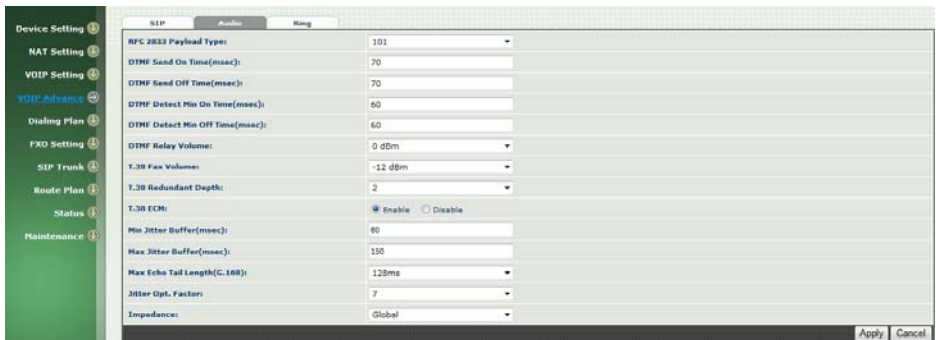 Device Setting
NAT Setting
VOIP Setting
VOIP Advance
Dialing Plan
FXO Setting
SIP Trunk
Route Plan
Status
Maintenance
SIP Audio Ring
RFC 2833 Payload Type: 101
DTMF Send On Time(msec): 70
DTMF Send Off Time(msec): 70
DTMF Detect Min On Time(msec): 60
DTMF Detect Min Off Time(msec): 60
DTMF Relay Volume: 0 dBm
T.38 Fax Volume: -12 dBm
T.38 Redundant Depth: 2
T.38 ECM: Enable Disable
Min Jitter Buffer(msec): 60
Max Jitter Buffer(msec): 150
Max Echo Tail Length(G.168): 128ms
Jitter Opt. Factor: 7
Impedance: Global
Apply Cancel